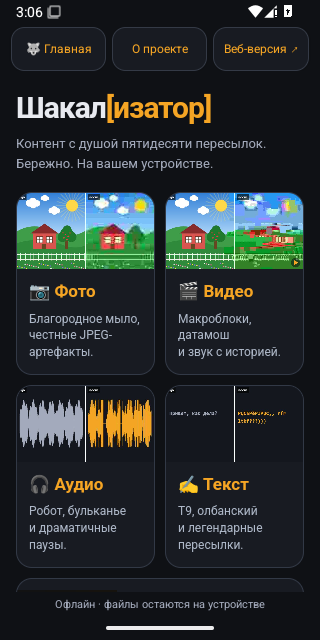 3:06
Главная
О проекте
Веб-версия ↗
Шакал[изатор]
Контент с душой пятидесяти пересылок.
Бережно. На вашем устройстве.
Фото
Благородное мыло,
честные JPEG-
артефакты.
Видео
Макроблоки,
датамош
и звук с историей.
Аудио
Робот, бульканье
и драматичные
паузы.
Текст
Т9, олбанский
и легендарные
пересылки.
Офлайн · файлы остаются на устройстве